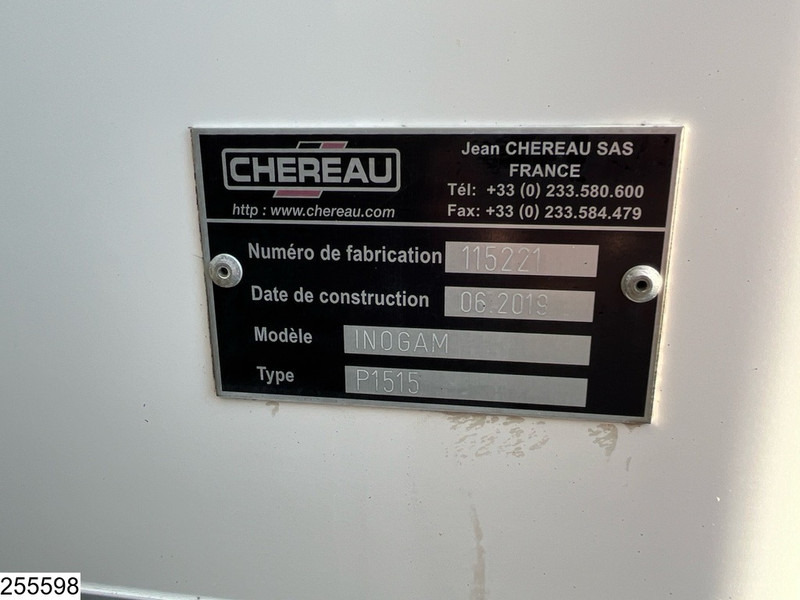 CHEREAU
http : www.chereau.com
Jean CHEREAU SAS
FRANCE
Tél: +33 (0) 233.580.600
Fax: +33 (0) 233.584.479
Numéro de fabrication 115221
Date de construction 06.2019
Modèle INOGAM
Type P1515
255598